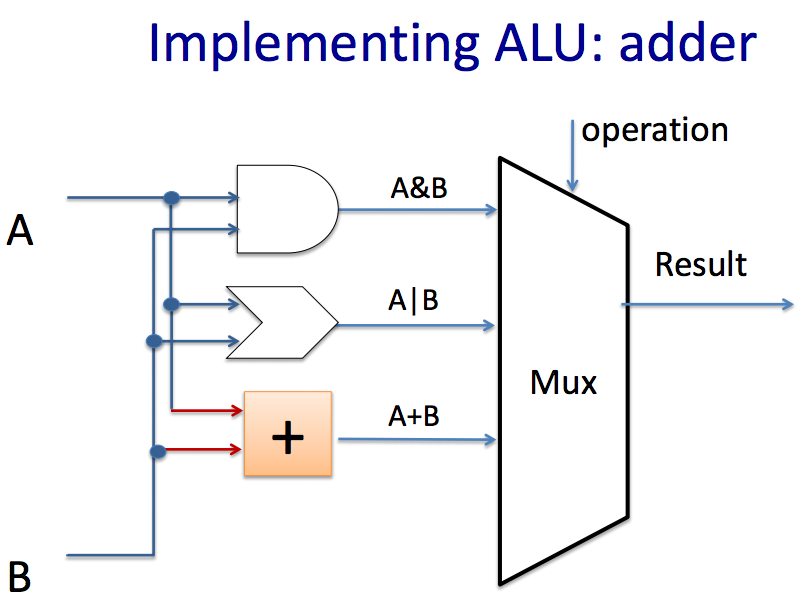 Implementing ALU: adder
operation
A&B
A
Result
A|B
Mux
A+B
+
B